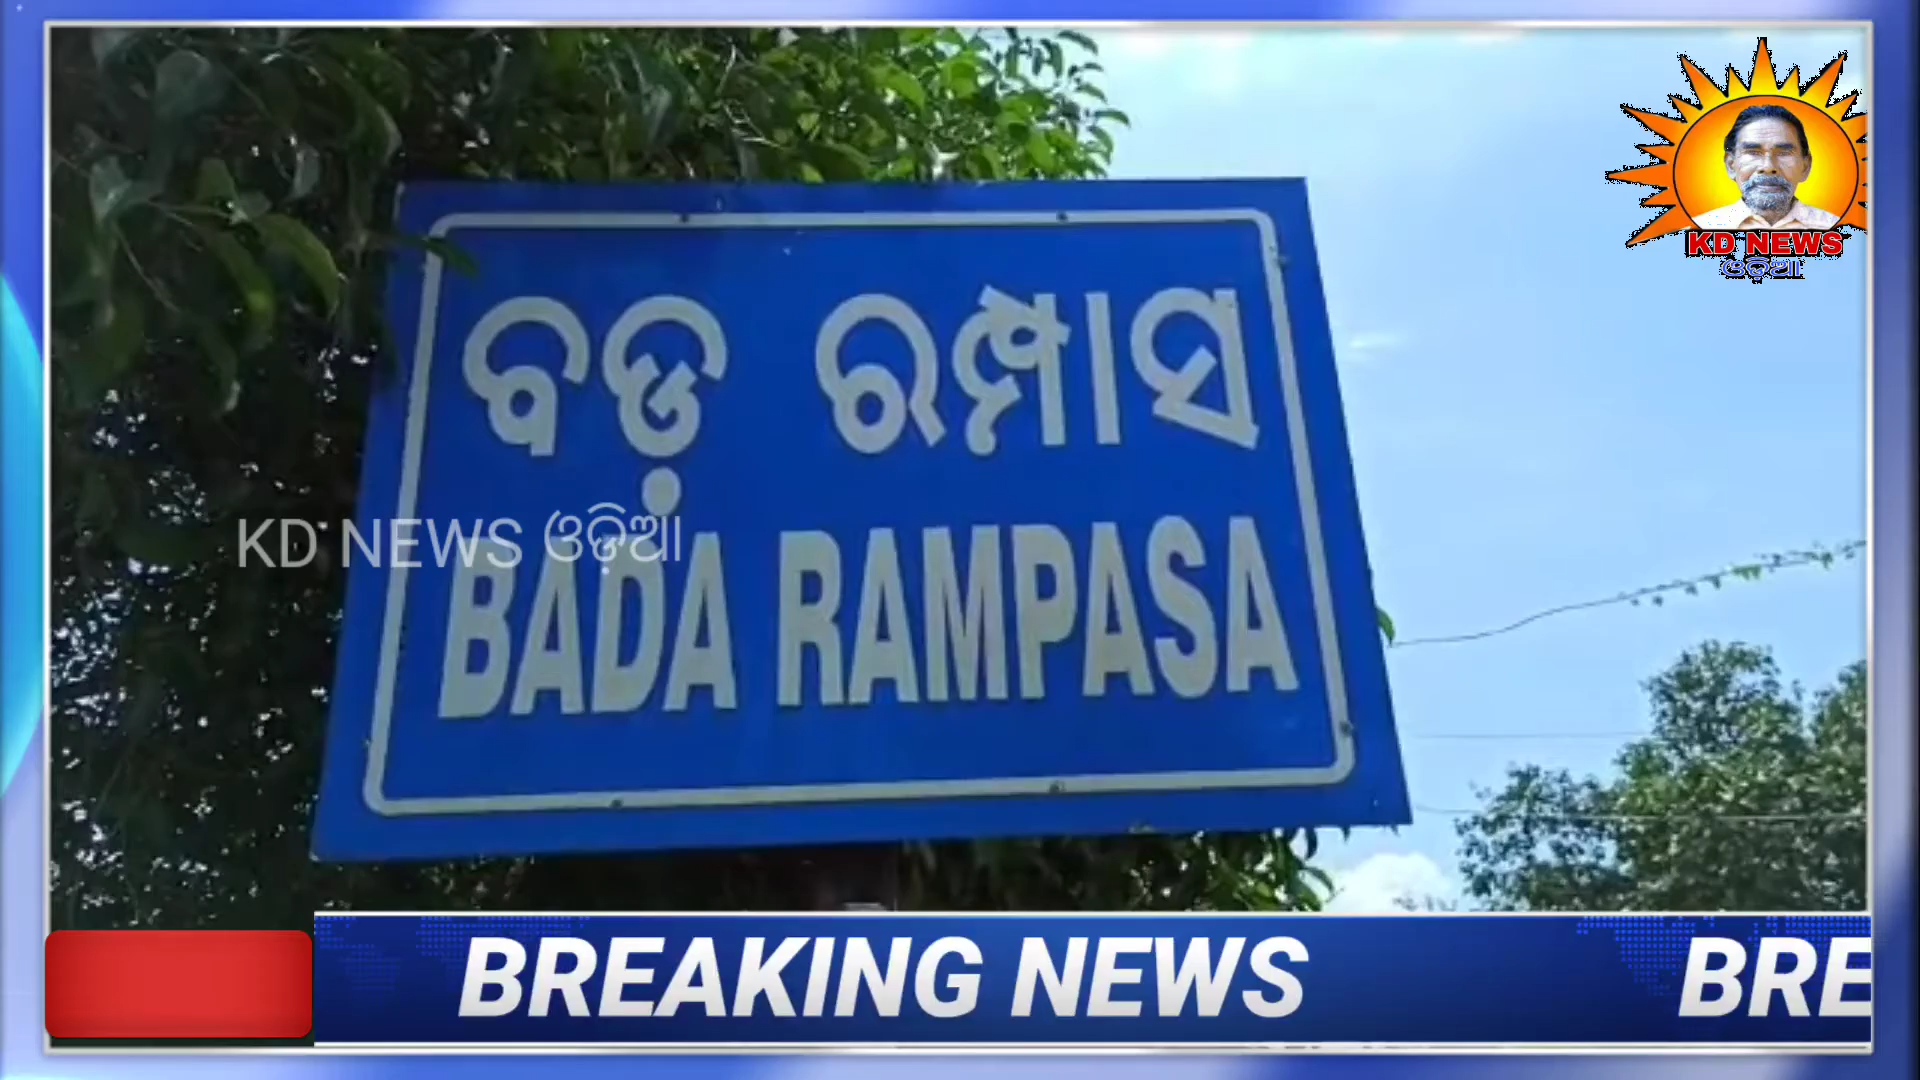 KD NEWS
ଓଡ଼ିଆ
ବଡ଼ ରମ୍ପାସ
KD NEWS ଓଡ଼ିଆ
BADA RAMPASA
BREAKING NEWS
BRE